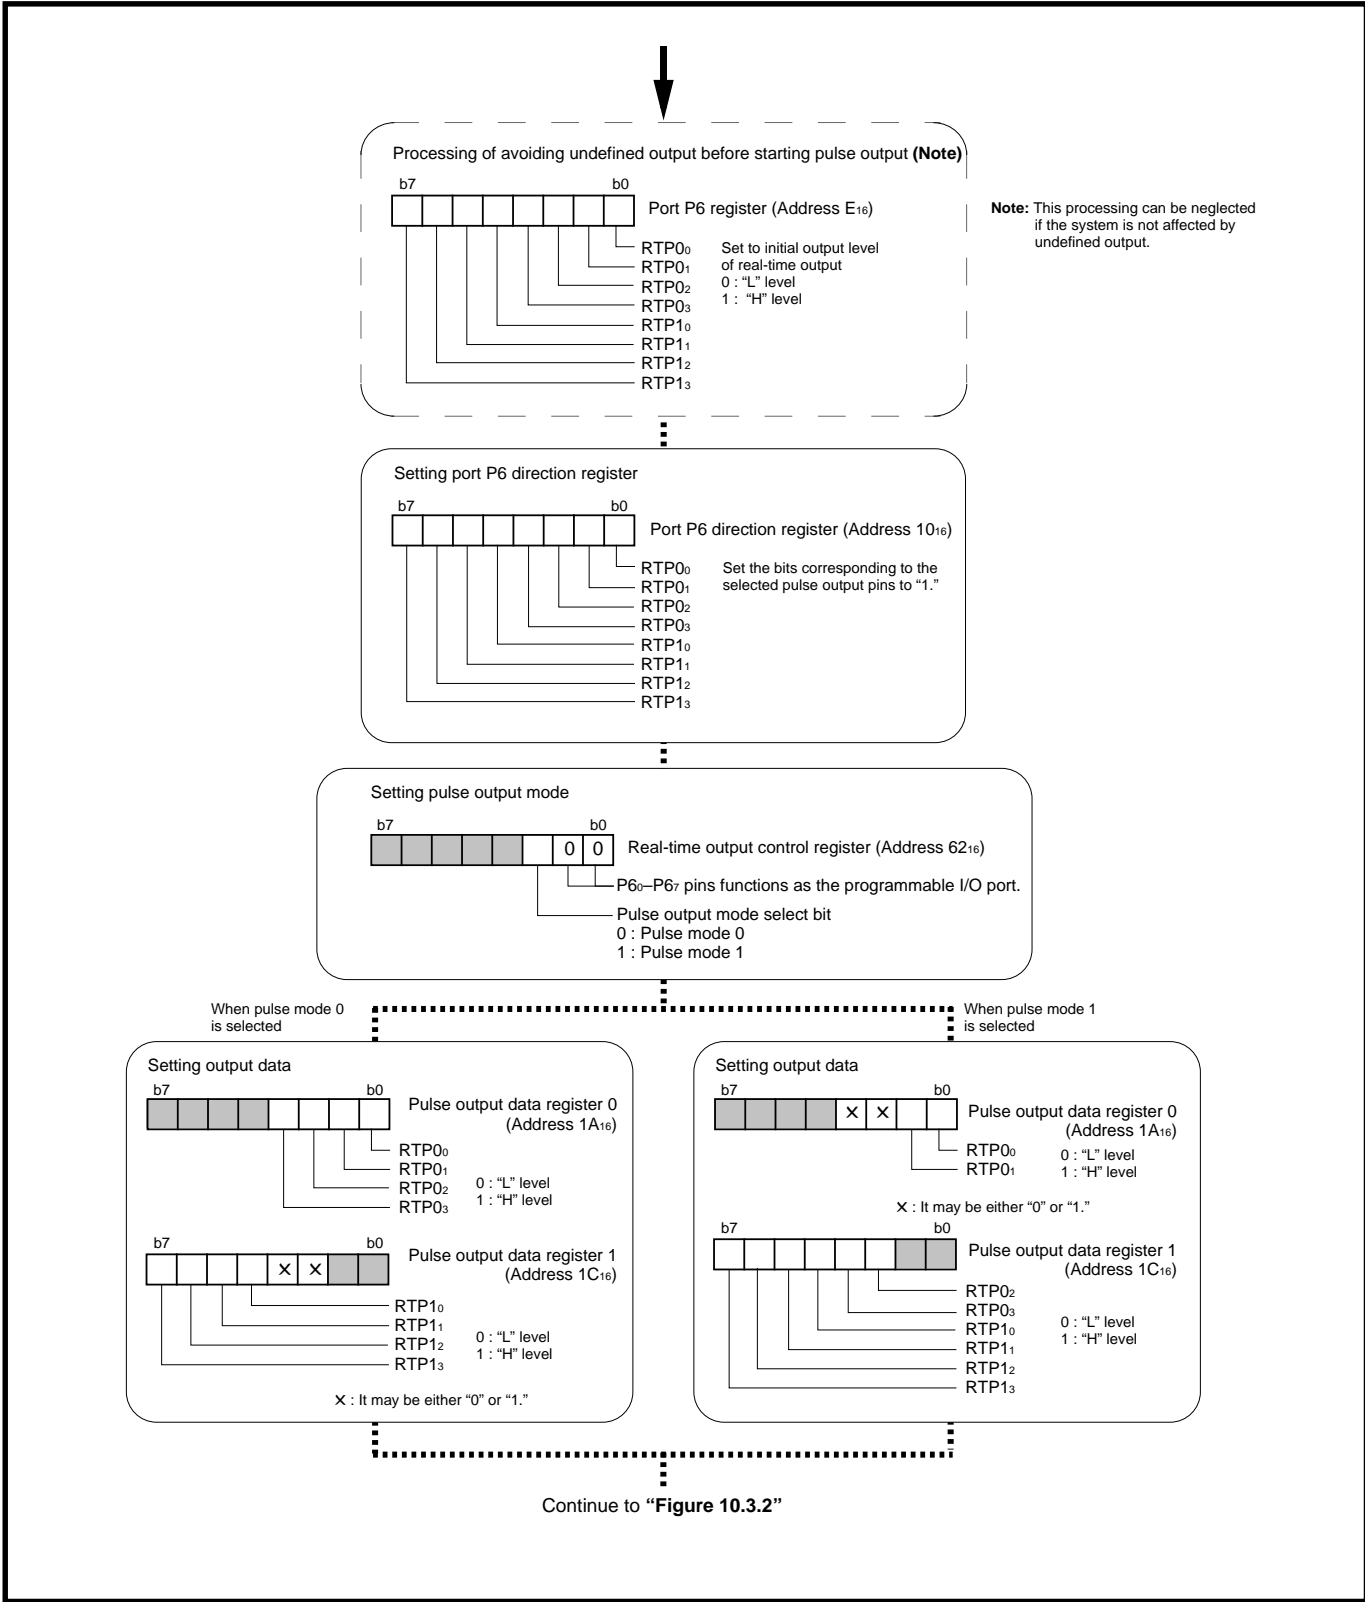 Processing of avoiding undefined output before starting pulse output (Note)
b7 b0
Port P6 register (Address E16)
Note: This processing can be neglected
if the system is not affected by
undefined output.
RTP00 Set to initial output level
RTP01 of real-time output
RTP02 0 : “L” level
RTP03 1 : “H” level
RTP10
RTP11
RTP12
RTP13
Setting port P6 direction register
b7 b0
Port P6 direction register (Address 1016)
RTP00 Set the bits corresponding to the
RTP01 selected pulse output pins to “1.”
RTP02
RTP03
RTP10
RTP11
RTP12
RTP13
Setting pulse output mode
b7 b0
0 0 Real-time output control register (Address 6216)
P60–P67 pins functions as the programmable I/O port.
Pulse output mode select bit
0 : Pulse mode 0
1 : Pulse mode 1
When pulse mode 0
is selected
Setting output data
b7 b0
Pulse output data register 0
(Address 1A16)
RTP00
RTP01
RTP02 0 : “L” level
RTP03 1 : “H” level
b7 b0
× × Pulse output data register 1
(Address 1C16)
RTP10
RTP11
RTP12 0 : “L” level
RTP13 1 : “H” level
× : It may be either “0” or “1.”
When pulse mode 1
is selected
Setting output data
b7 b0
× × Pulse output data register 0
(Address 1A16)
RTP00 0 : “L” level
RTP01 1 : “H” level
× : It may be either “0” or “1.”
b7 b0
Pulse output data register 1
(Address 1C16)
RTP02
RTP03
RTP10 0 : “L” level
RTP11 1 : “H” level
RTP12
RTP13
Continue to “Figure 10.3.2”